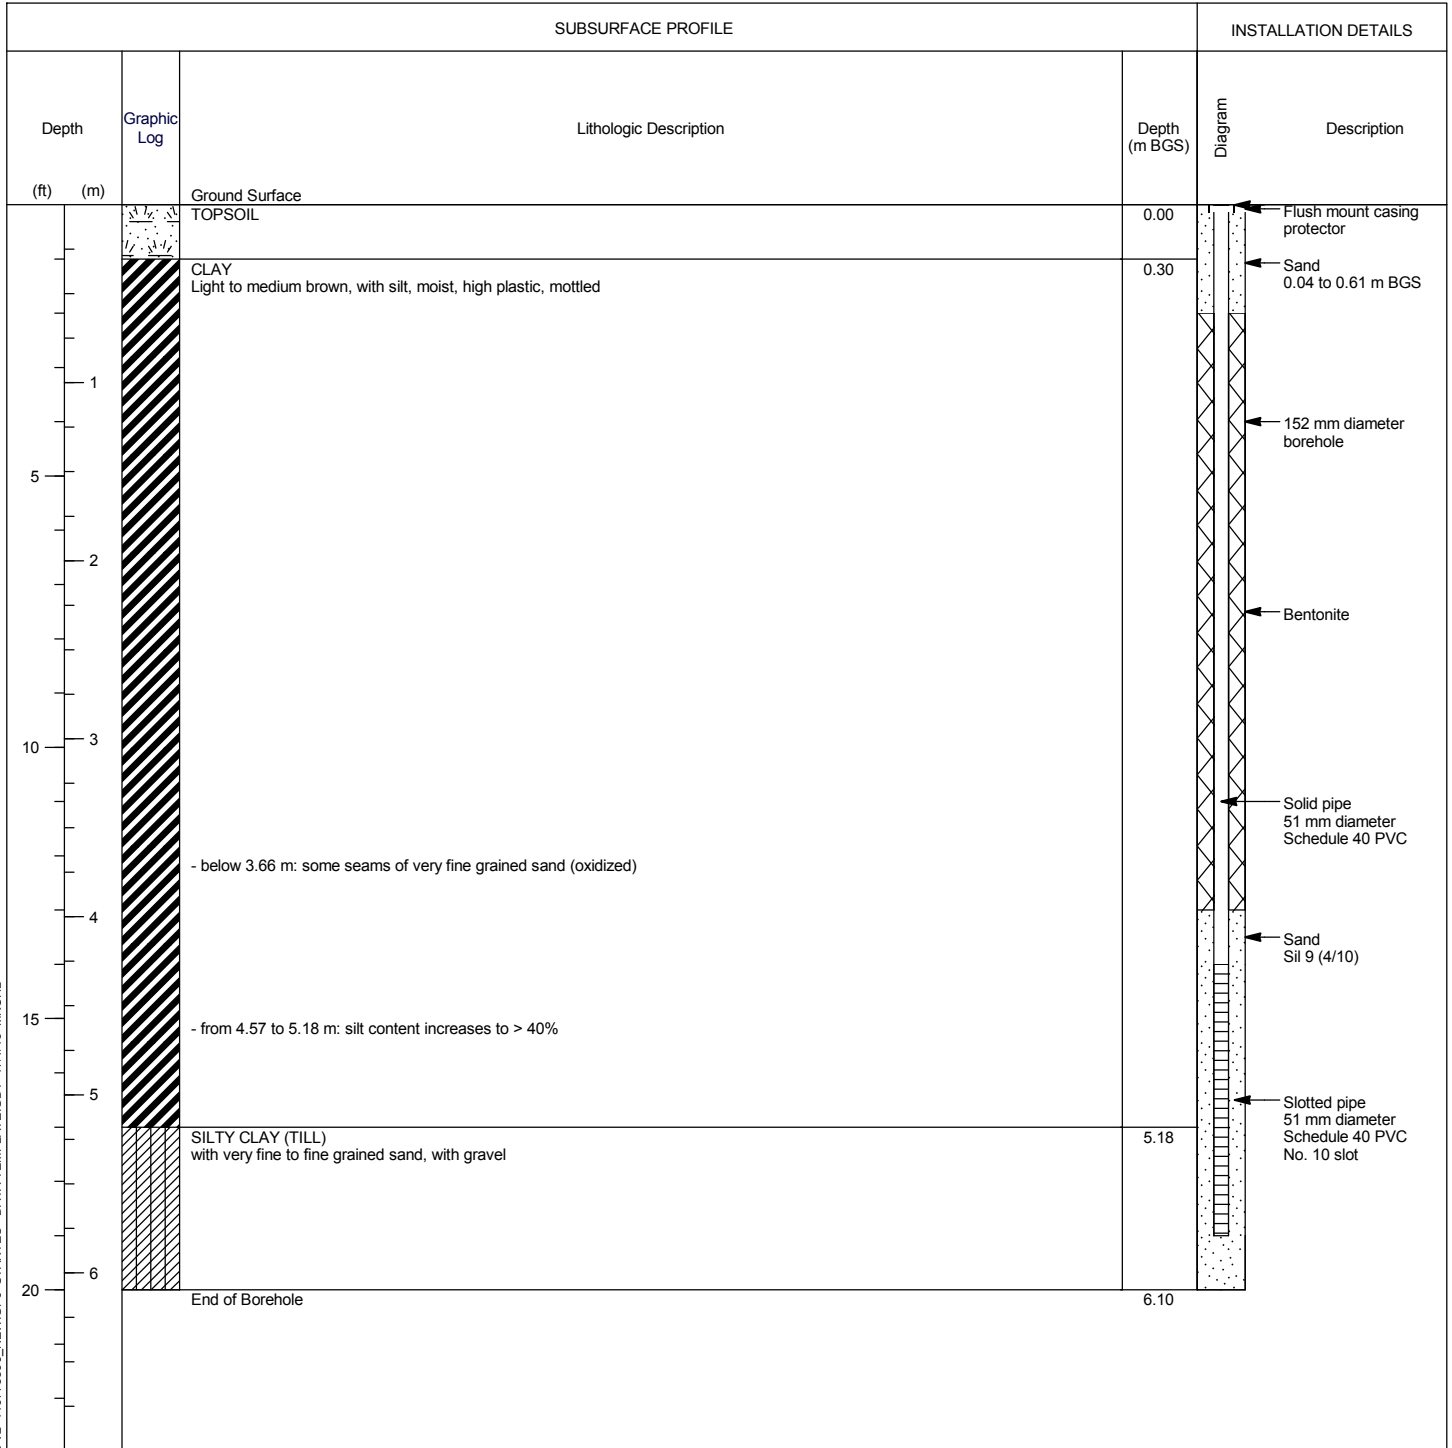 SUBSURFACE PROFILE
INSTALLATION DETAILS
Depth
Graphic
Log
Lithologic Description
Depth
(m BGS)
Diagram
Description
(ft)
(m)
Ground Surface
TOPSOIL
0.00
Flush mount casing
protector
CLAY
0.30
Light to medium brown, with silt, moist, high plastic, mottled
Sand
0.04 to 0.61 m BGS
1
152 mm diameter
borehole
5
2
Bentonite
10
3
Solid pipe
51 mm diameter
Schedule 40 PVC
- below 3.66 m: some seams of very fine grained sand (oxidized)
4
Sand
Sil 9 (4/10)
15
- from 4.57 to 5.18 m: silt content increases to > 40%
5
Slotted pipe
51 mm diameter
Schedule 40 PVC
No. 10 slot
SILTY CLAY (TILL)
5.18
with very fine to fine grained sand, with gravel
6
20
End of Borehole
6.10